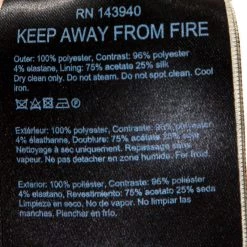 RN 143940
KEEP AWAY FROM FIRE
Outer: 100% polyester, Contrast: 96% polyester,
4% elastane, Lining: 75% acetate 25% silk
Dry clean only. Do not steam. Do not spot clean. Cool
iron.
Extérieur: 100% polyester, Contraste: 96% polyester,
4% élasthanne, Doublure: 75% acétate 25% soie
Nettoyage à sec uniquement. Repassage sans
vapeur. Ne pas détacher en zone humide. Fer froid.
Exterior: 100% poliéster, Contraste: 96% poliéster
4% elastano, Revestimiento: 75% acetato 25% seda
Limpiar en seco. No use vapor. No limpiar
las manchas. Planchar en frío.